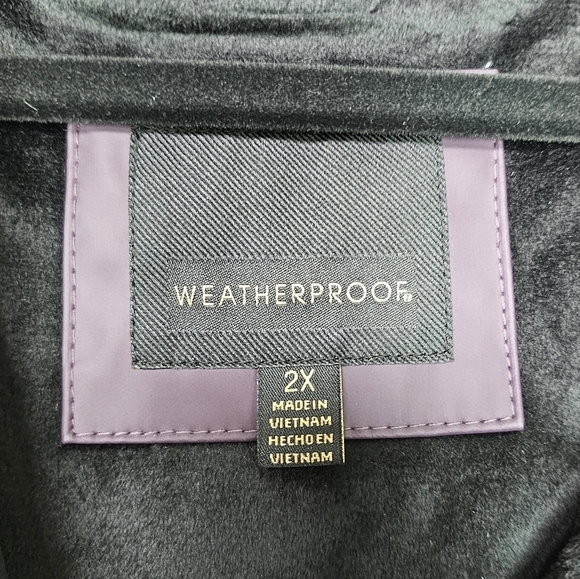 WEATHERPROOF®
2X
MADE IN
VIETNAM
HECHO EN
VIETNAM